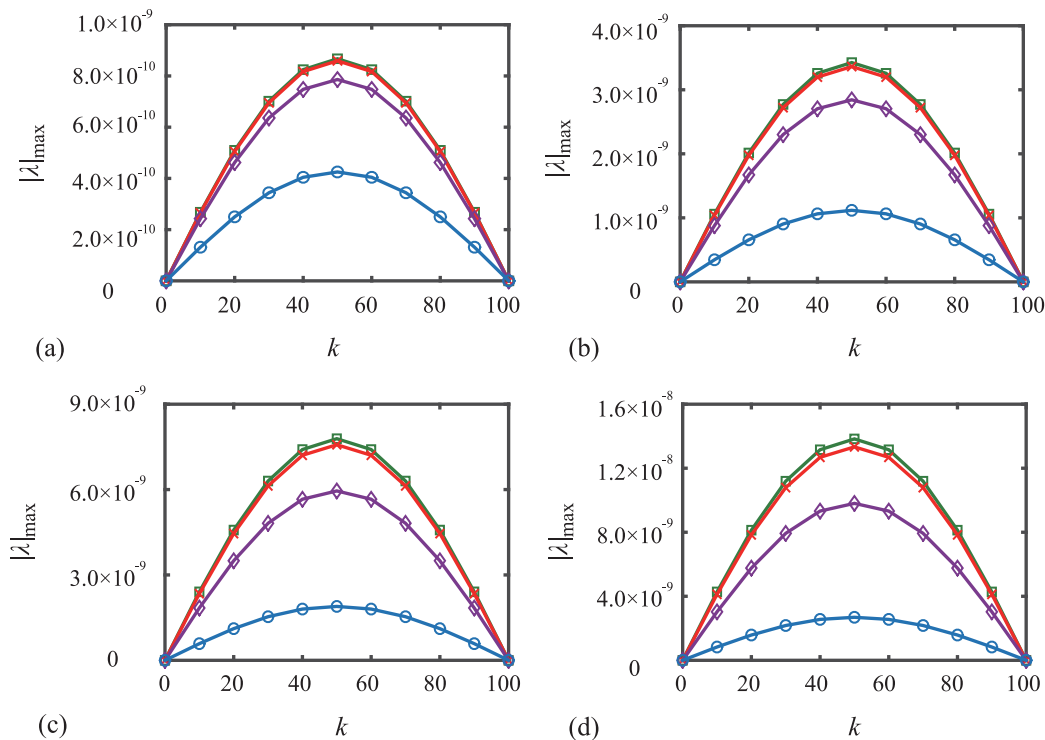 1.0×10⁻⁹
8.0×10⁻¹⁰
6.0×10⁻¹⁰
4.0×10⁻¹⁰
2.0×10⁻¹⁰
0
|λ|max
0 20 40 60 80 100
(a) k
4.0×10⁻⁹
3.0×10⁻⁹
2.0×10⁻⁹
1.0×10⁻⁹
0
|λ|max
0 20 40 60 80 100
(b) k
9.0×10⁻⁹
6.0×10⁻⁹
3.0×10⁻⁹
0
|λ|max
0 20 40 60 80 100
(c) k
1.6×10⁻⁸
1.2×10⁻⁸
8.0×10⁻⁹
4.0×10⁻⁹
0
|λ|max
0 20 40 60 80 100
(d) k